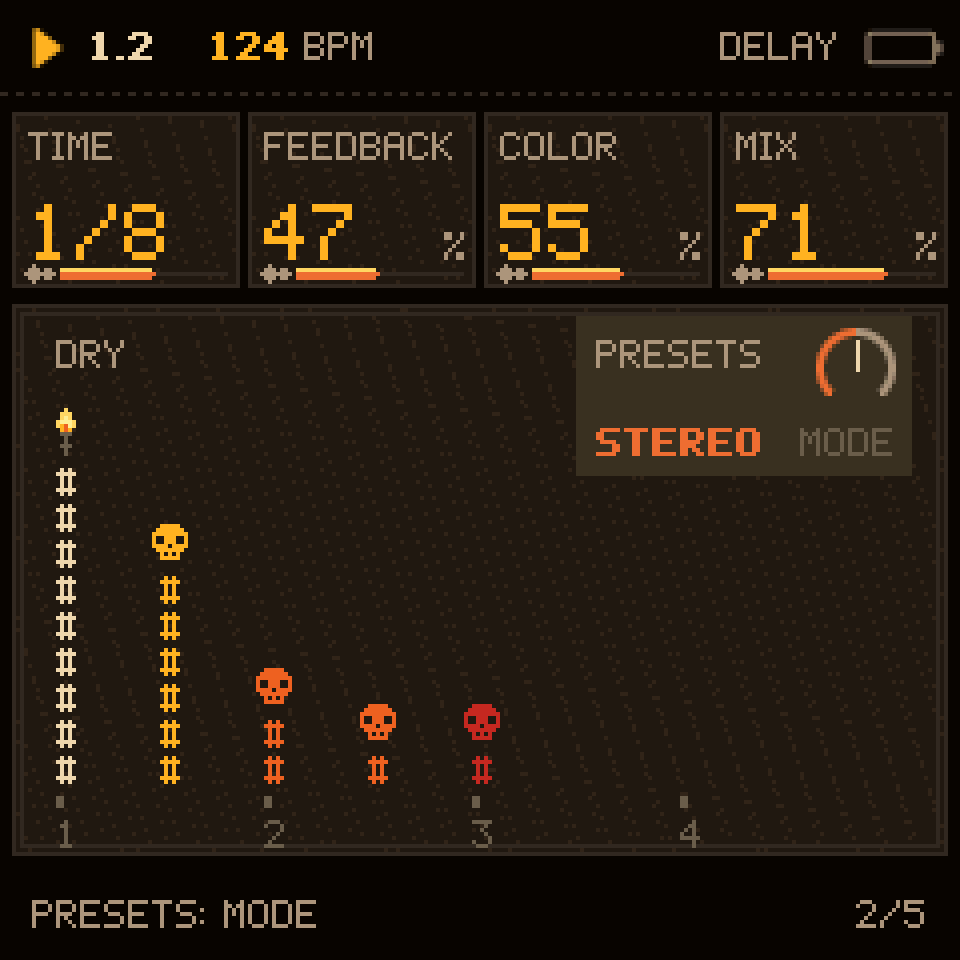 1.2 124 BPM DELAY
TIME FEEDBACK COLOR MIX
1/8 47 % 55 % 71 %
DRY PRESETS
STEREO MODE
1 2 3 4
PRESETS: MODE 2/5